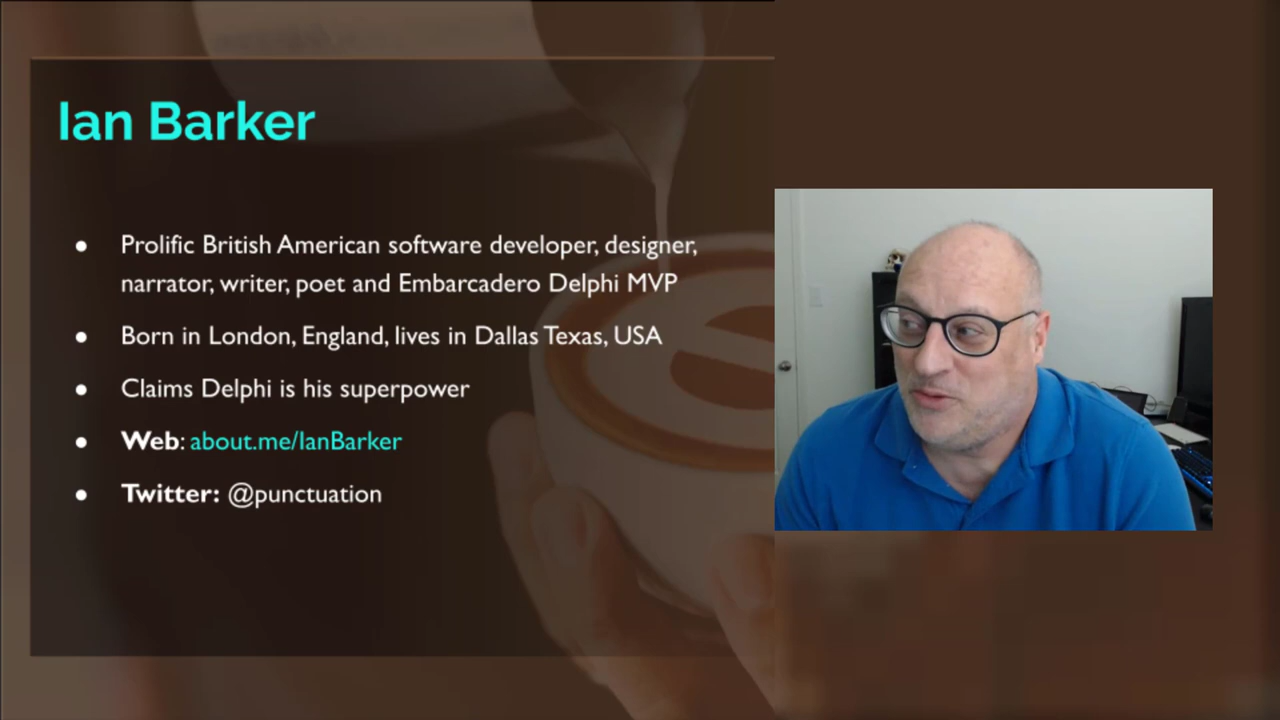 Ian Barker
● Prolific British American software developer, designer,
narrator, writer, poet and Embarcadero Delphi MVP
● Born in London, England, lives in Dallas Texas, USA
● Claims Delphi is his superpower
● Web: about.me/IanBarker
● Twitter: @punctuation